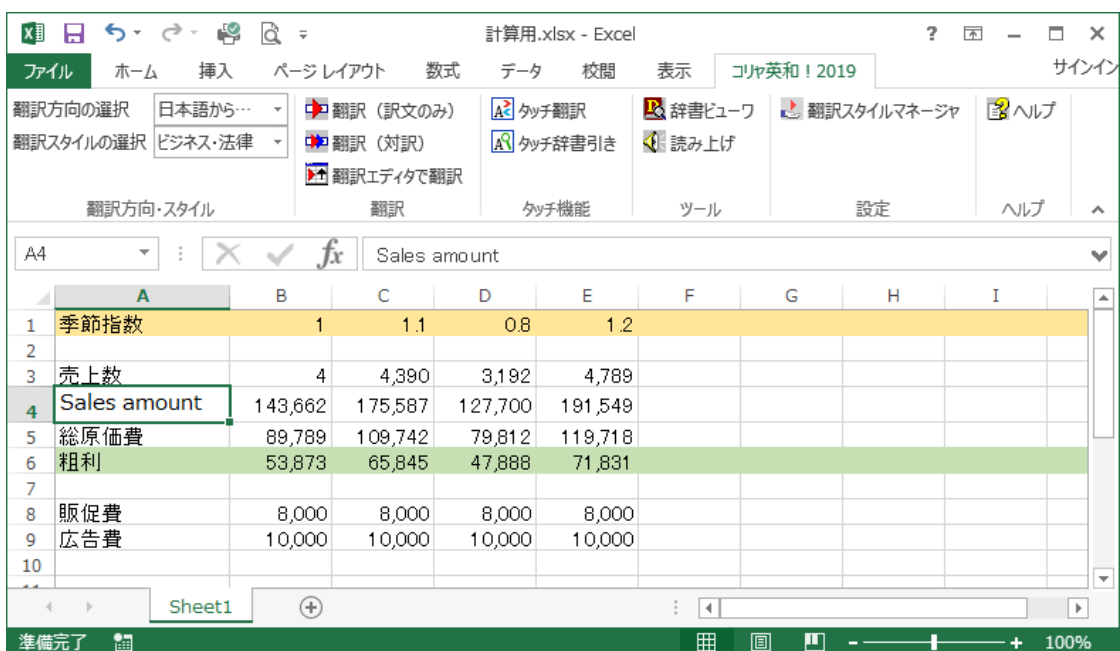 計算用.xlsx - Excel
ファイル ホーム 挿入 ページ レイアウト 数式 データ 校閲 表示 コリャ英和！2019 サインイン
翻訳方向の選択 日本語から… 翻訳（訳文のみ） タッチ翻訳 辞書ビューワ 翻訳スタイルマネージャ ヘルプ
翻訳スタイルの選択 ビジネス・法律 翻訳（対訳） タッチ辞書引き 読み上げ
翻訳エディタで翻訳
翻訳方向・スタイル 翻訳 タッチ機能 ツール 設定 ヘルプ
A4 fx Sales amount
A B C D E F G H I
1 季節指数 1 1.1 0.8 1.2
2
3 売上数 4 4,390 3,192 4,789
4 Sales amount 143,662 175,587 127,700 191,549
5 総原価費 89,789 109,742 79,812 119,718
6 粗利 53,873 65,845 47,888 71,831
7
8 販促費 8,000 8,000 8,000 8,000
9 広告費 10,000 10,000 10,000 10,000
10
Sheet1
準備完了 100%